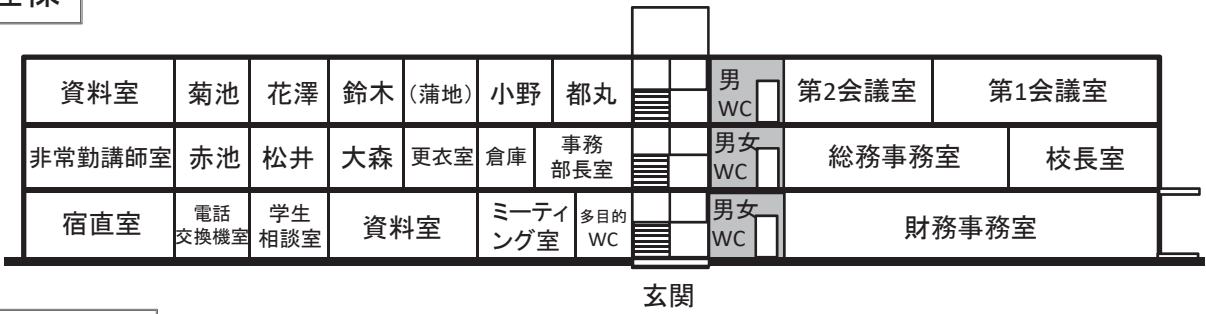 資料室 菊池 花澤 鈴木 (蒲地) 小野 都丸 男 WC 第2会議室 第1会議室
非常勤講師室 赤池 松井 大森 更衣室 倉庫 事務部長室 男女 WC 総務事務室 校長室
宿直室 電話交換機室 学生相談室 資料室 ミーティング室 多目的WC 男女 WC 財務事務室
玄関